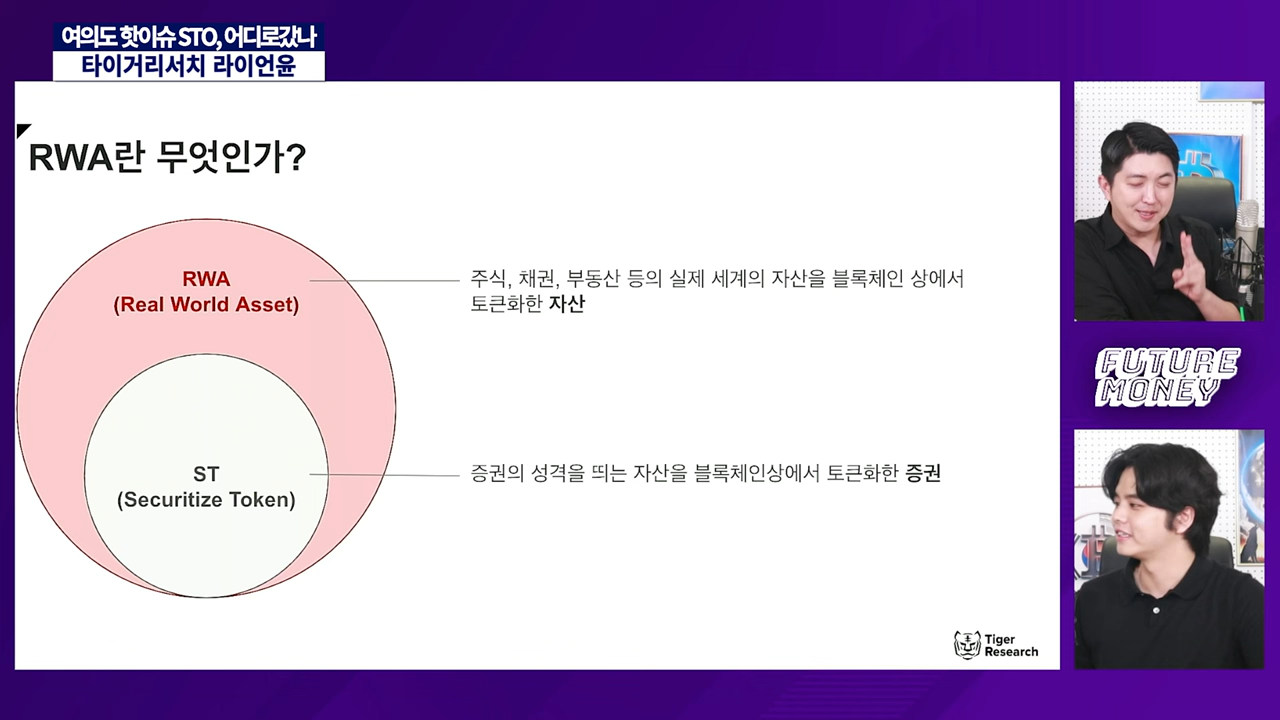 여의도 핫이슈 STO, 어디로갔나
타이거리서치 라이언윤
RWA란 무엇인가?
RWA
(Real World Asset)
주식, 채권, 부동산 등의 실제 세계의 자산을 블록체인 상에서
토큰화한 자산
ST
(Securitize Token)
증권의 성격을 띄는 자산을 블록체인상에서 토큰화한 증권
Tiger
Research
FUTURE
MONEY